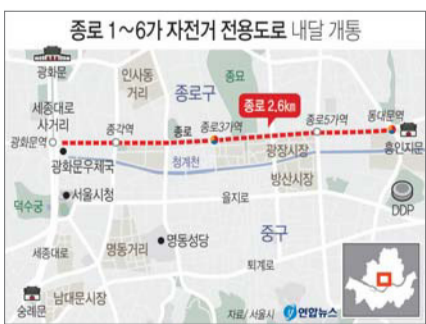 종로 1~6가 자전거 전용도로 내달 개통
광화문
인사동
거리
종묘
종로구
종로 2.6㎞
세종대로
사거리
광화문역
종각역
종로
종로3가역
종로5가역
동대문역
흥인지문
광화문우체국
청계천
광장시장
방산시장
서울시청
덕수궁
을지로
DDP
세종대로
명동거리
명동성당
중구
퇴계로
남대문시장
숭례문
자료/ 서울시
연합뉴스